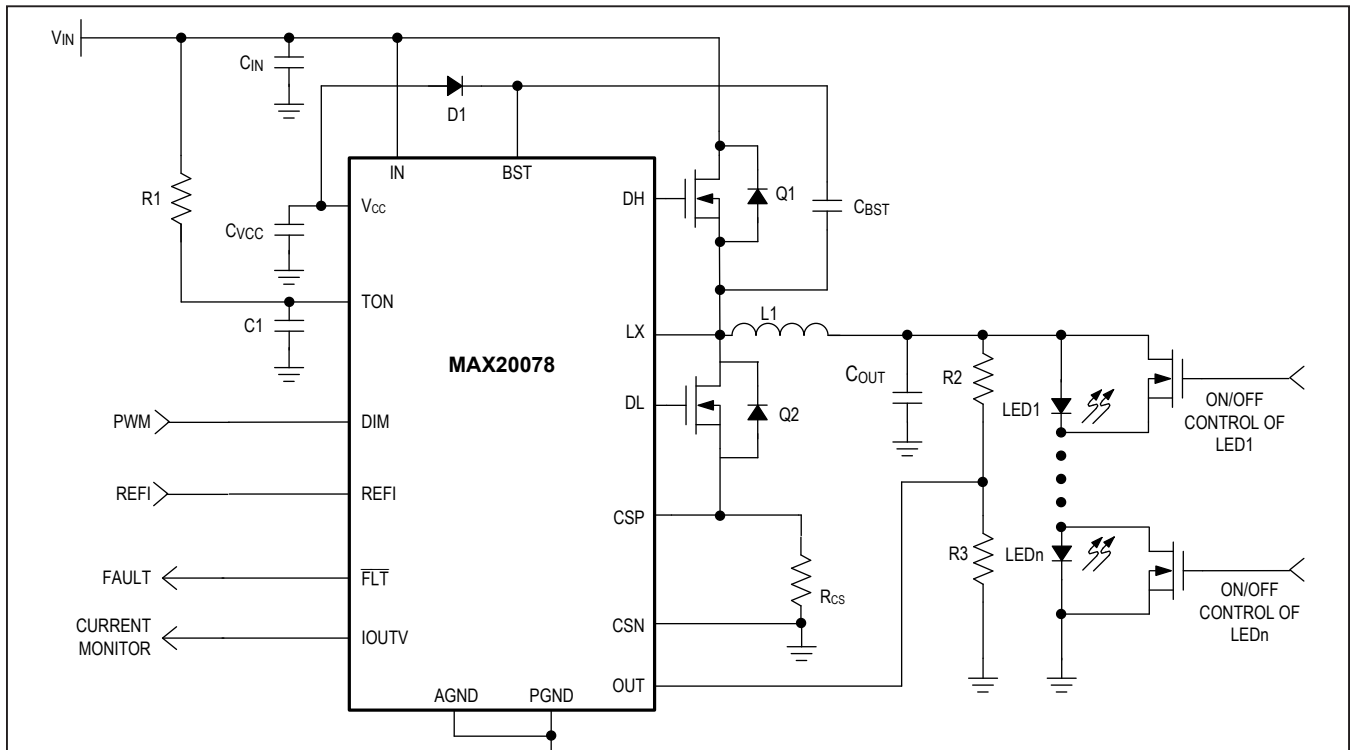 VIN
CIN
D1
R1
IN
BST
VCC
CVCC
DH
Q1
CBST
TON
C1
LX
L1
MAX20078
COUT
R2
LED1
ON/OFF
CONTROL OF
LED1
DL
Q2
PWM
DIM
REFI
REFI
CSP
R3
LEDn
ON/OFF
CONTROL OF
LEDn
FAULT
FLT
RCS
CURRENT
MONITOR
IOUTV
CSN
OUT
AGND
PGND